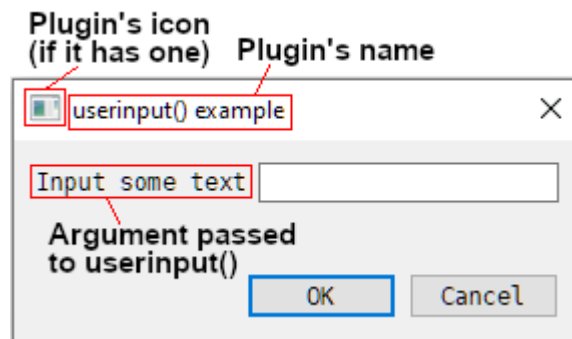 Plugin's icon
(if it has one)
Plugin's name
userinput() example
Input some text
Argument passed
to userinput()
OK
Cancel